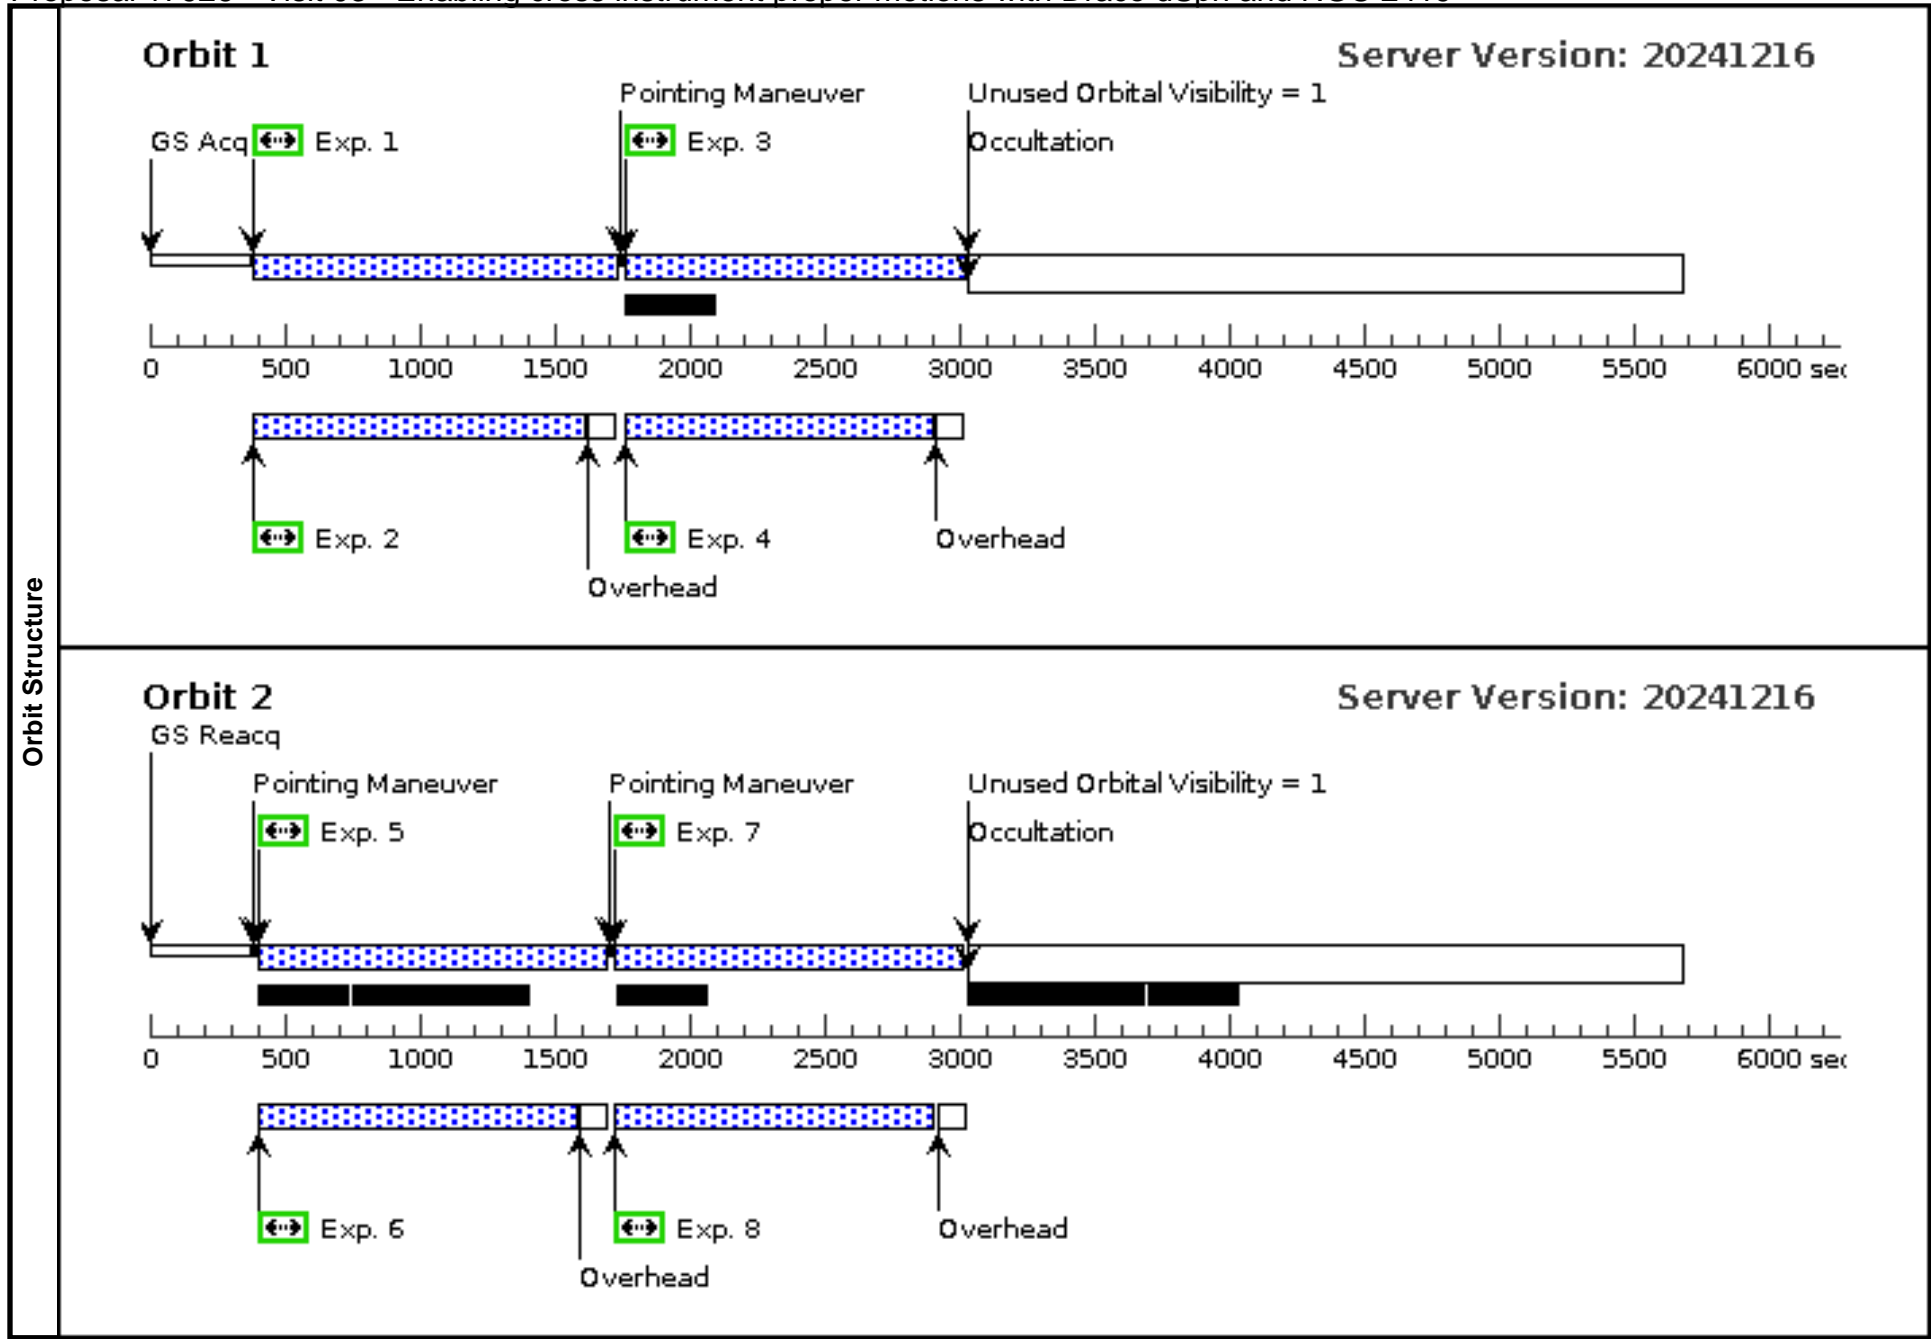 Orbit Structure
Orbit 1
Server Version: 20241216
Pointing Maneuver
Unused Orbital Visibility = 1
GS Acq
Exp. 1
Exp. 3
Occultation
0 500 1000 1500 2000 2500 3000 3500 4000 4500 5000 5500 6000 sec
Exp. 2
Exp. 4
Overhead
Overhead
Orbit 2
Server Version: 20241216
GS Reacq
Pointing Maneuver
Pointing Maneuver
Unused Orbital Visibility = 1
Exp. 5
Exp. 7
Occultation
0 500 1000 1500 2000 2500 3000 3500 4000 4500 5000 5500 6000 sec
Exp. 6
Exp. 8
Overhead
Overhead